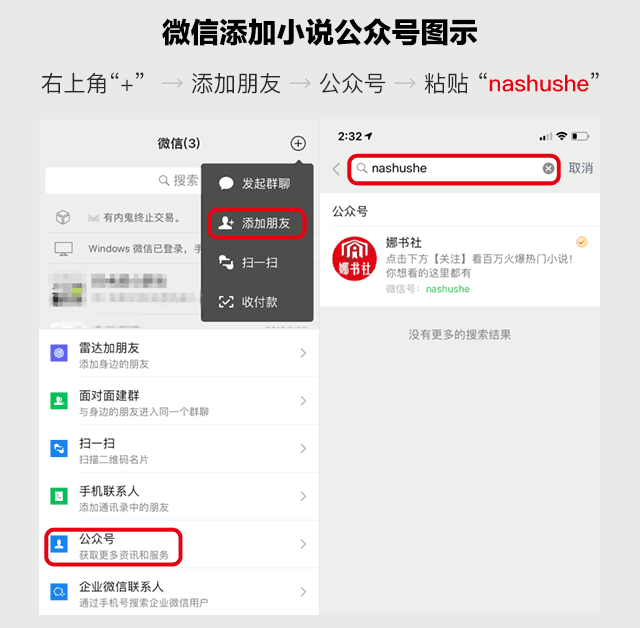 微信添加小说公众号图示
右上角“+” → 添加朋友 → 公众号 → 粘贴 “nashushe”
微信(3)
搜索
有内鬼终止交易。
Windows 微信已登录，手
发起群聊
添加朋友
扫一扫
收付款
雷达加朋友
添加身边的朋友
面对面建群
与身边的朋友进入同一个群聊
扫一扫
扫描二维码名片
手机联系人
添加通讯录中的朋友
公众号
获取更多资讯和服务
企业微信联系人
通过手机号搜索企业微信用户
2:32
nashushe
取消
公众号
娜书社
娜书社
点击下方【关注】看百万火爆热门小说！
你想看的这里都有
微信号：nashushe
没有更多的搜索结果